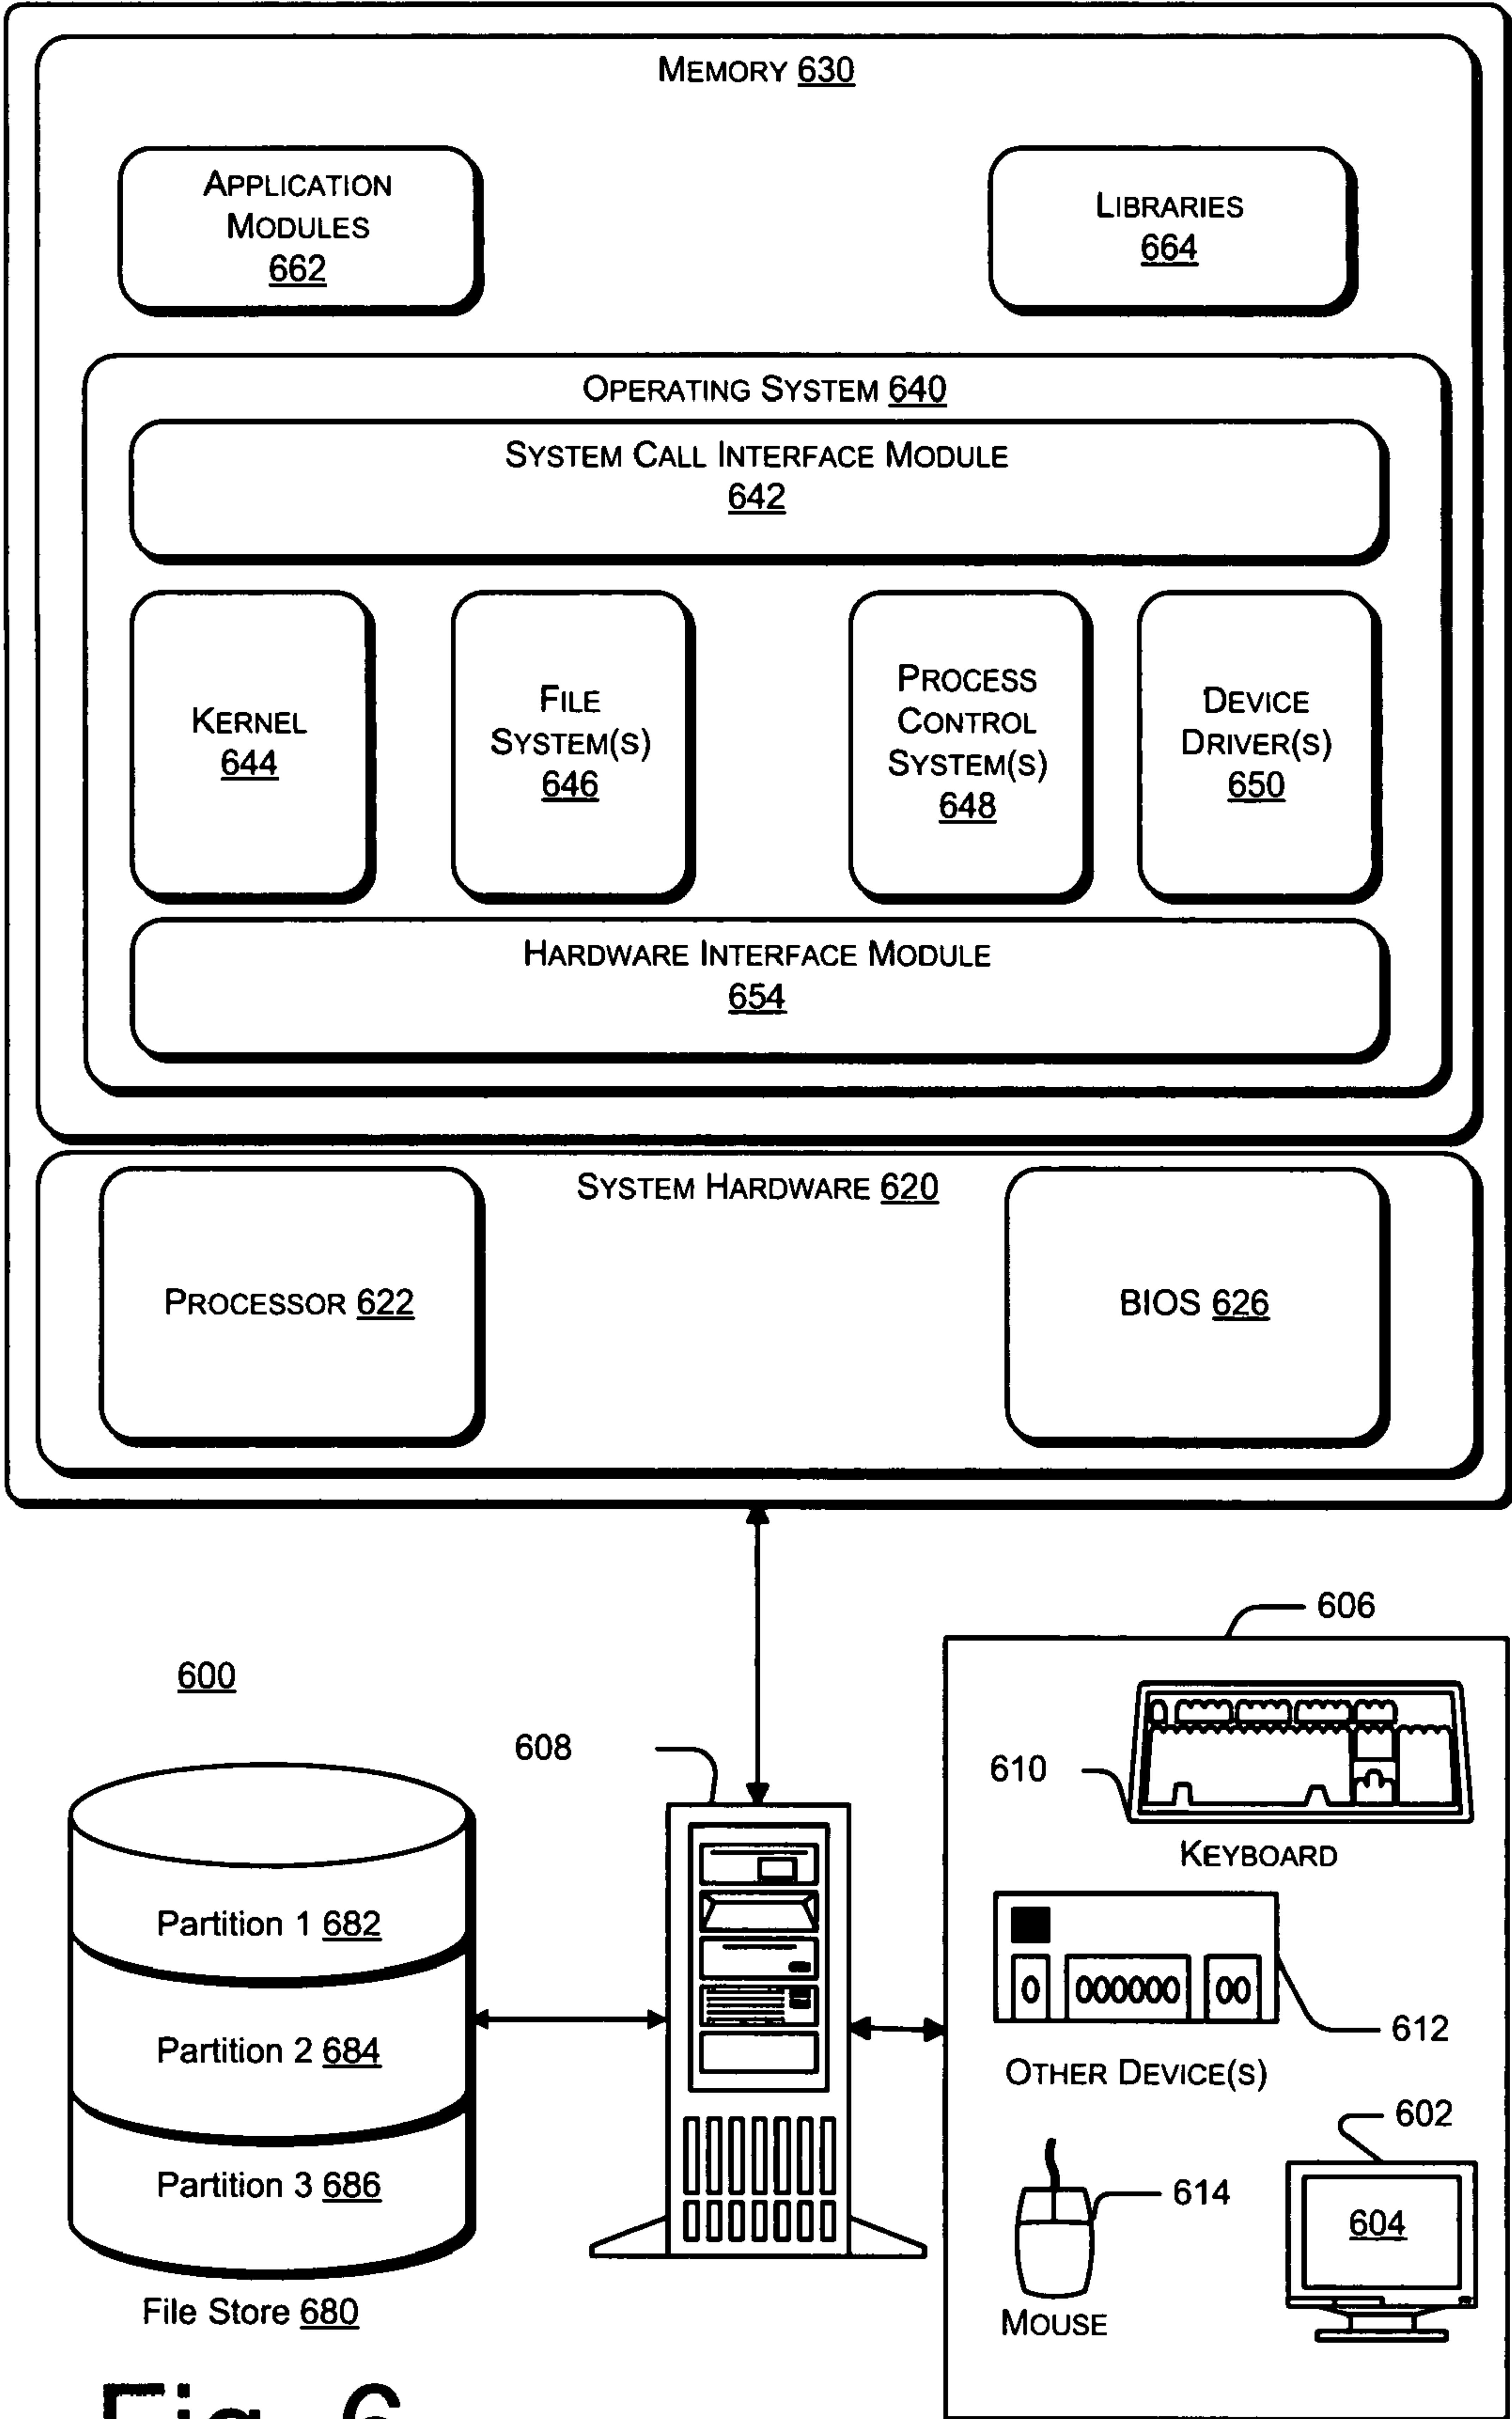 MEMORY 630
APPLICATION
MODULES
662
LIBRARIES
664
OPERATING SYSTEM 640
SYSTEM CALL INTERFACE MODULE
642
KERNEL
644
FILE
SYSTEM(S)
646
PROCESS
CONTROL
SYSTEM(S)
648
DEVICE
DRIVER(S)
650
HARDWARE INTERFACE MODULE
654
SYSTEM HARDWARE 620
PROCESSOR 622
BIOS 626
606
600
608
610
KEYBOARD
Partition 1 682
Partition 2 684
Partition 3 686
File Store 680
612
OTHER DEVICE(S)
602
614
604
MOUSE
Fig. 6